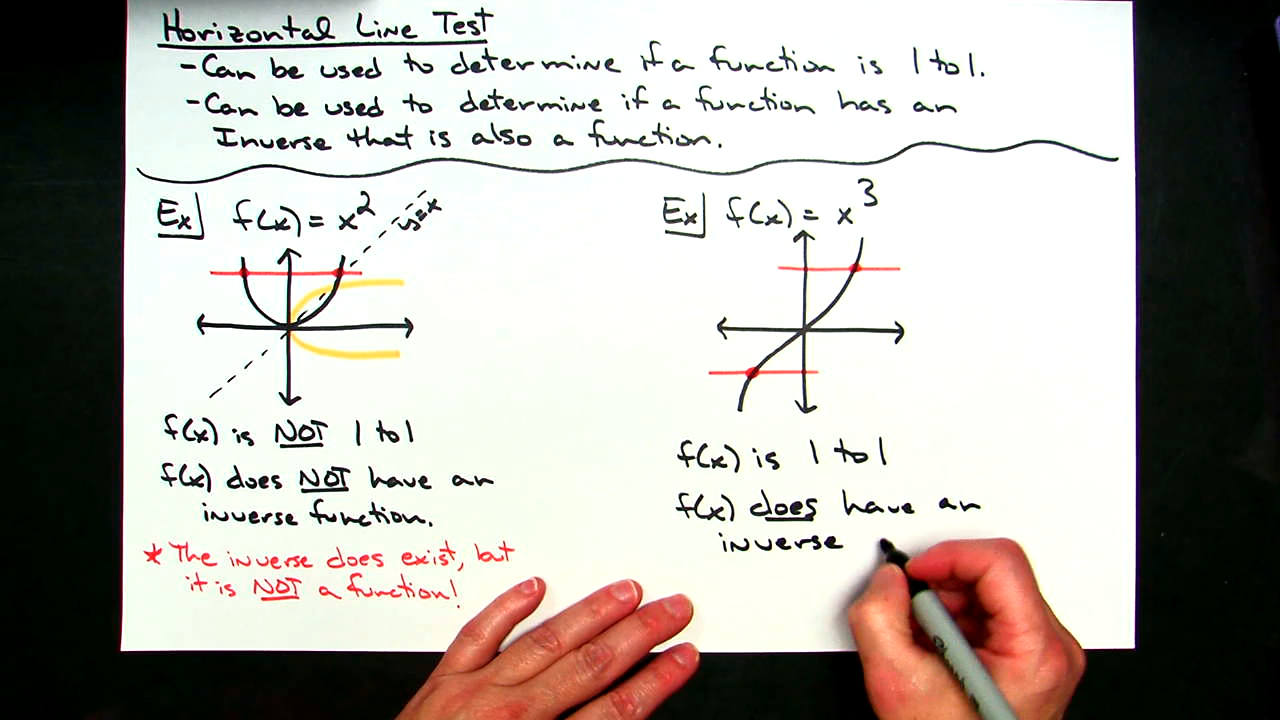 Horizontal Line Test
- Can be used to determine if a function is 1 to 1.
- Can be used to determine if a function has an
Inverse that is also a function.
Ex f(x) = x²
y=x
f(x) is NOT 1 to 1
f(x) does NOT have an
inverse function.
* The inverse does exist, but
it is NOT a function!
Ex f(x) = x³
f(x) is 1 to 1
f(x) does have an
inverse